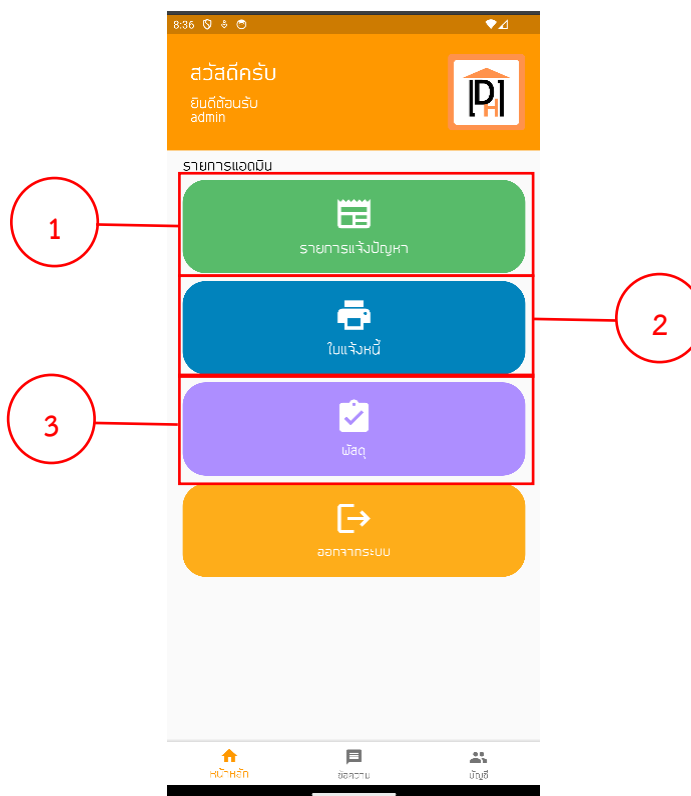 8:36
สวัสดีครับ
ยินดีต้อนรับ
admin
PH
รายการแอดมิน
1
รายการแจ้งปัญหา
2
ใบแจ้งหนี้
3
พัสดุ
ออกจากระบบ
หน้าหลัก
ข้อความ
บัญชี